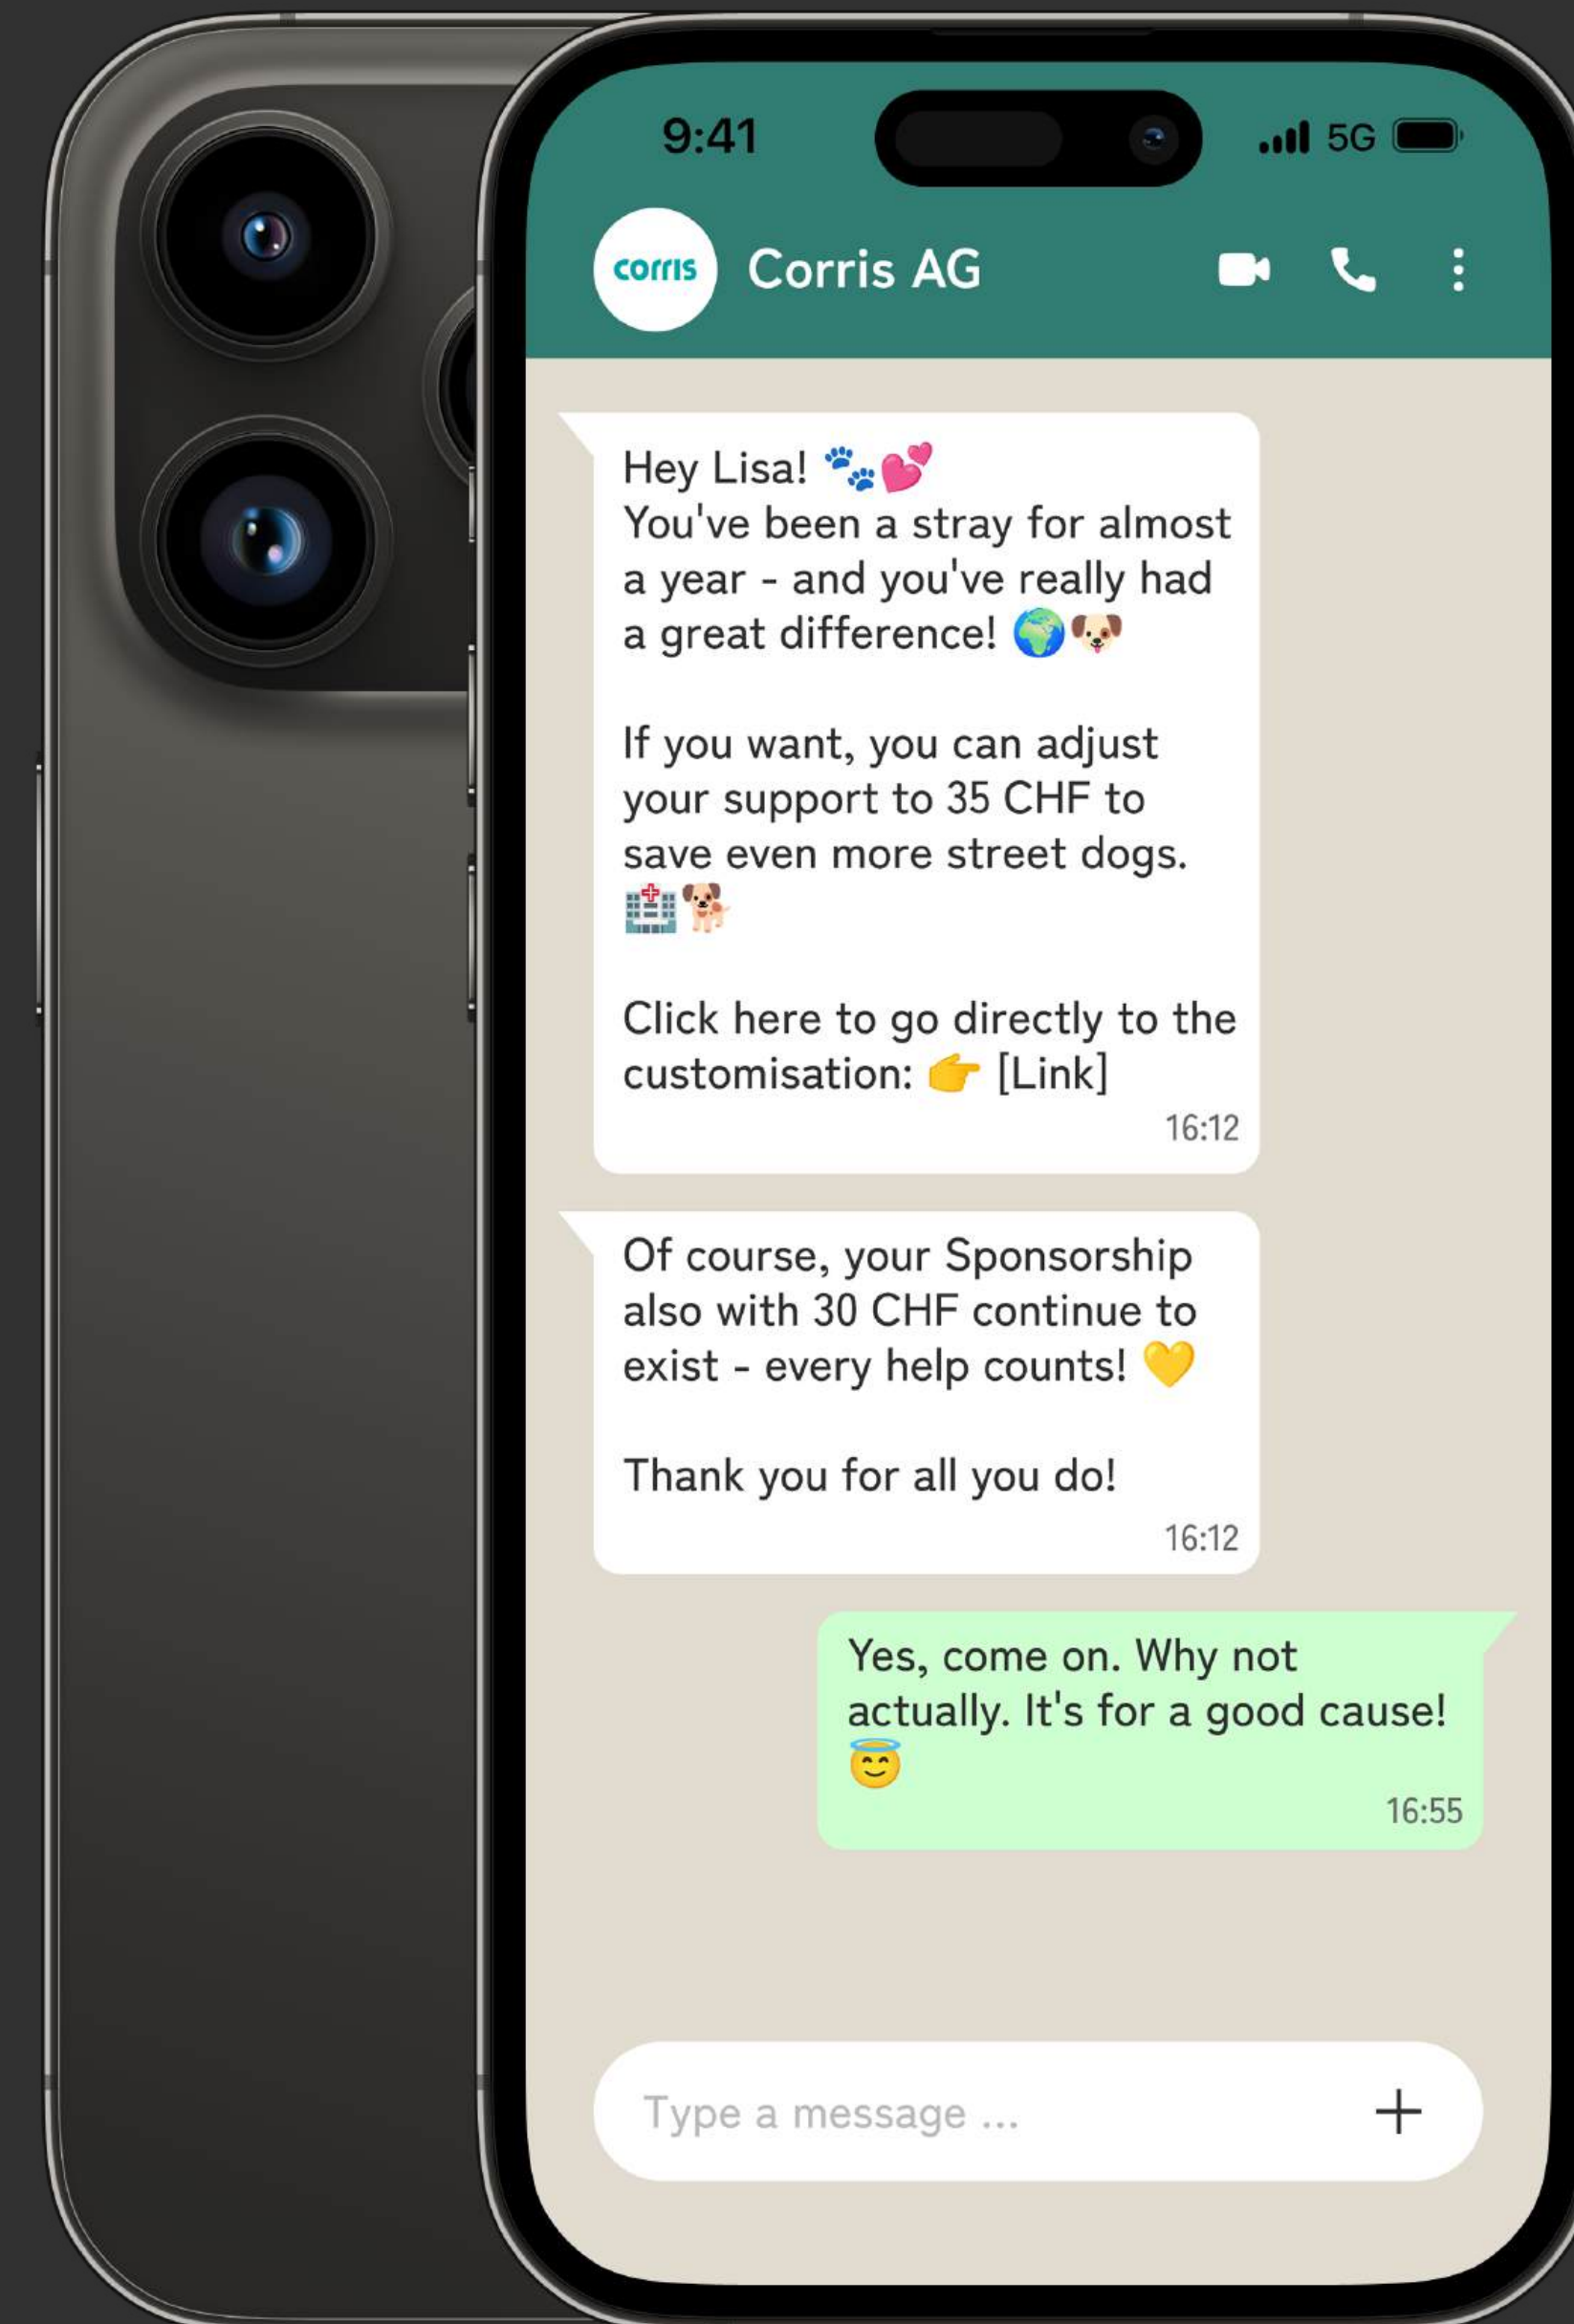 9:41
5G
corris
Corris AG
Hey Lisa! 🐾💕
You've been a stray for almost
a year - and you've really had
a great difference! 🌍🐶
If you want, you can adjust
your support to 35 CHF to
save even more street dogs.
🏥🐕
Click here to go directly to the
customisation: 👉 [Link]
16:12
Of course, your Sponsorship
also with 30 CHF continue to
exist - every help counts! 💛
Thank you for all you do!
16:12
Yes, come on. Why not
actually. It's for a good cause!
😇
16:55
Type a message ...